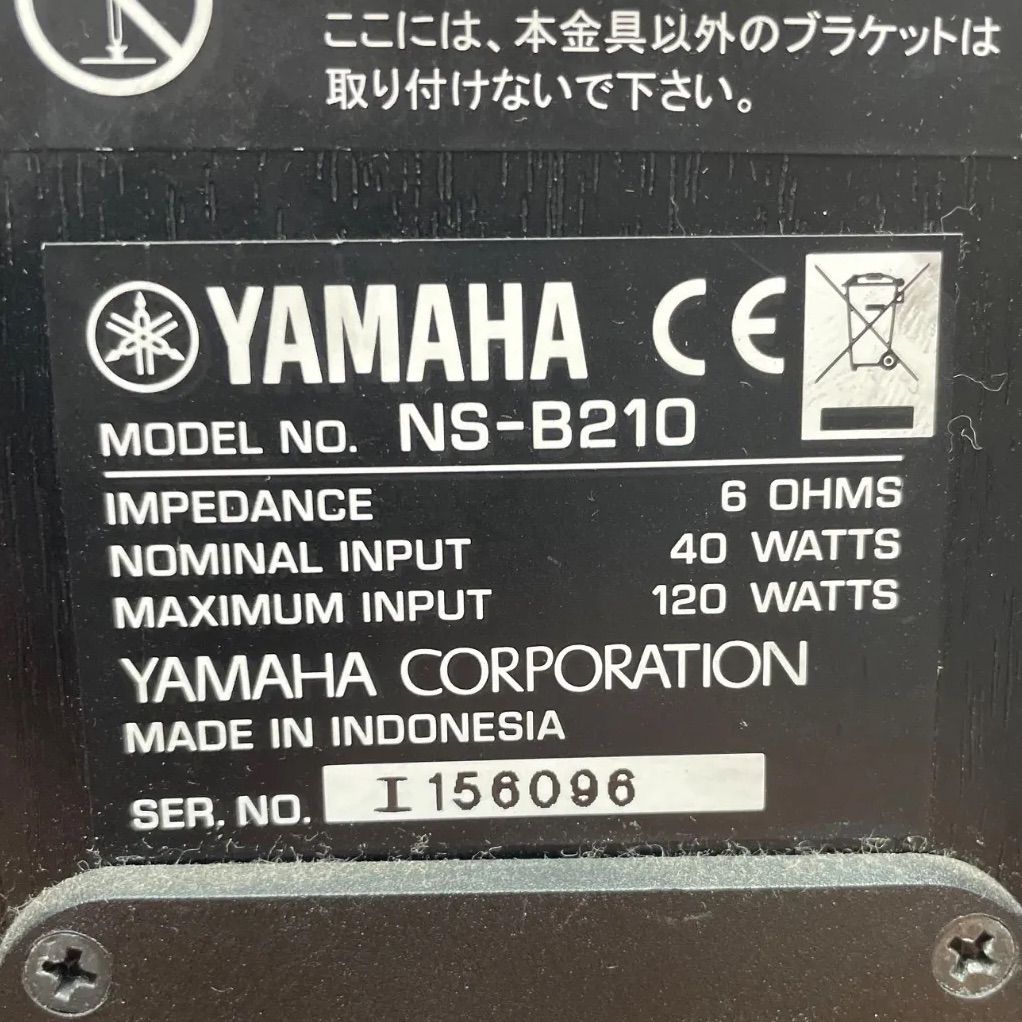 ここには、本金具以外のブラケットは
取り付けないで下さい。
YAMAHA CE
MODEL NO. NS-B210
IMPEDANCE 6 OHMS
NOMINAL INPUT 40 WATTS
MAXIMUM INPUT 120 WATTS
YAMAHA CORPORATION
MADE IN INDONESIA
SER. NO. I 156096